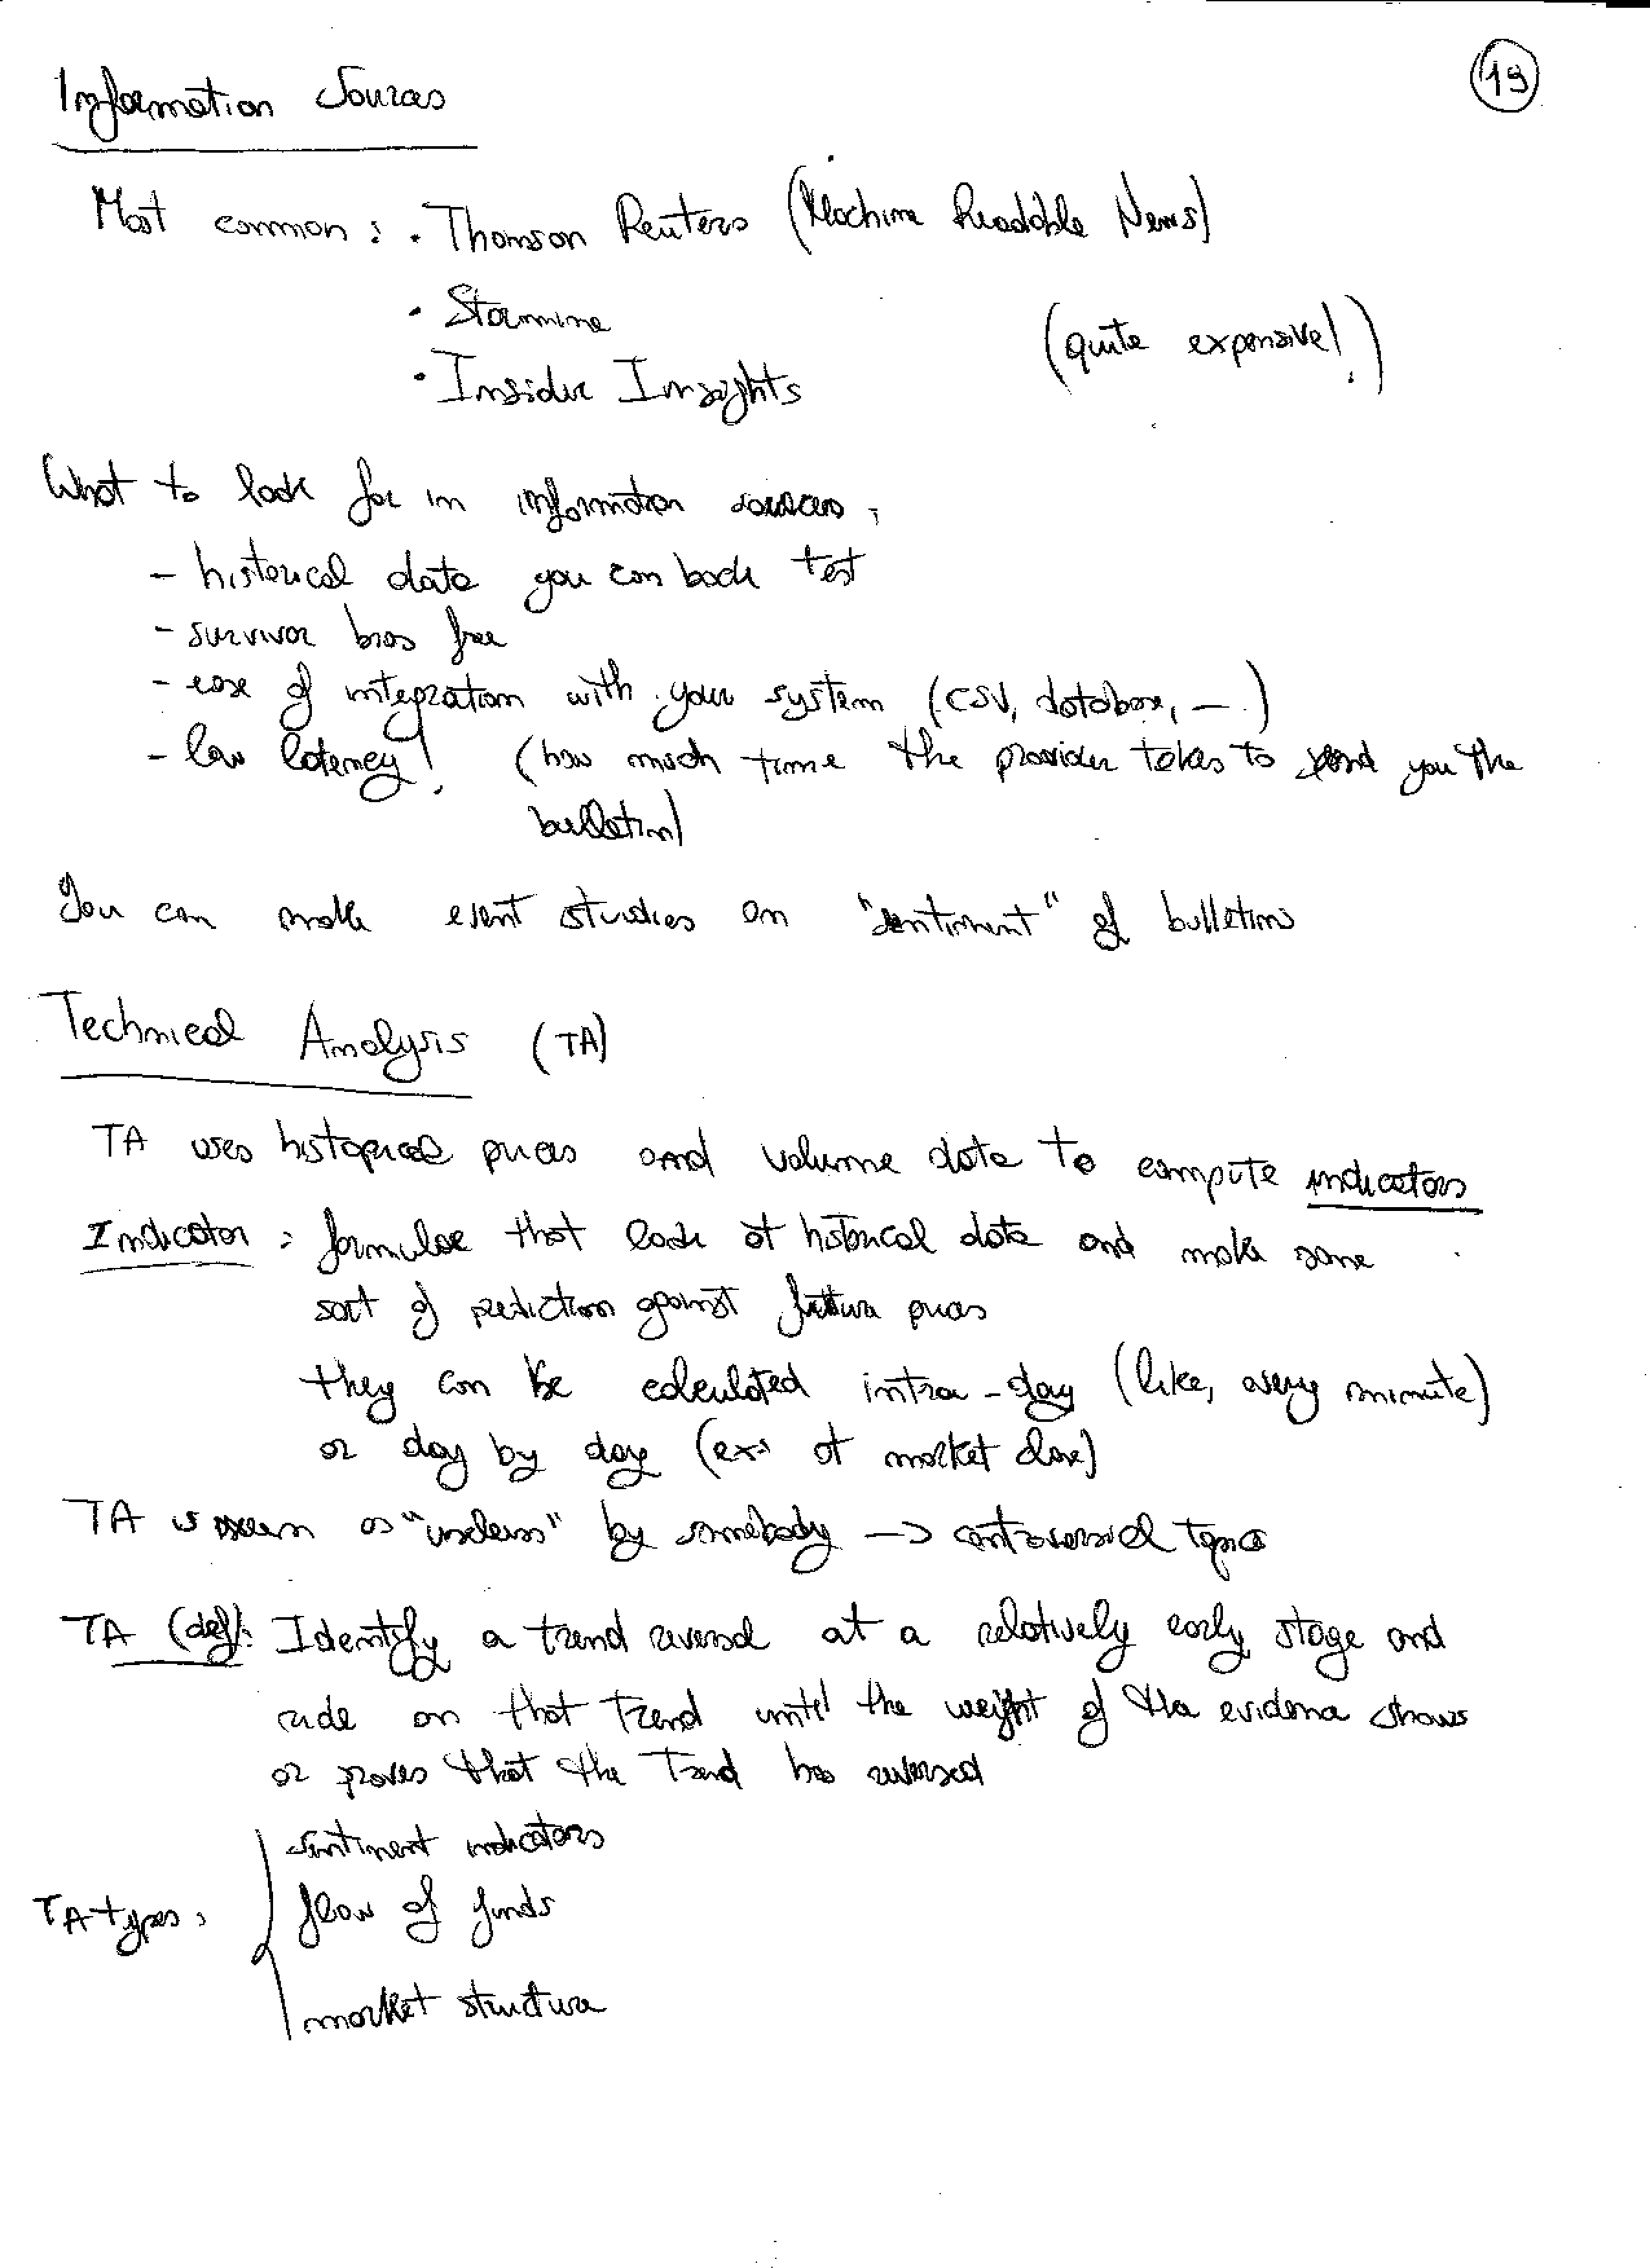 19
Information Sources
Most common : • Thomson Reuters (Machine Readable News)
• Starmine
(quite expensive!)
• Insider Insights
What to look for in information sources :
- historical data you can back test
- survivor bias free
- ease of integration with your system (CSV, database, ...)
- low latency! (how much time the provider takes to send you the
bulletin)
You can make event studies on "sentiment" of bulletins
Technical Analysis (TA)
TA uses historical prices and volume data to compute indicators
Indicator : formulae that look at historical data and make some
sort of prediction against future prices
they can be calculated intra-day (like, every minute)
or day by day (ex: at market close)
TA is seen as "useless" by somebody -> controversial topic
TA (def): Identify a trend reversal at a relatively early stage and
ride on that trend until the weight of the evidence shows
or proves that the trend has reversed
sentiment indicators
TA types : flow of funds
market structure